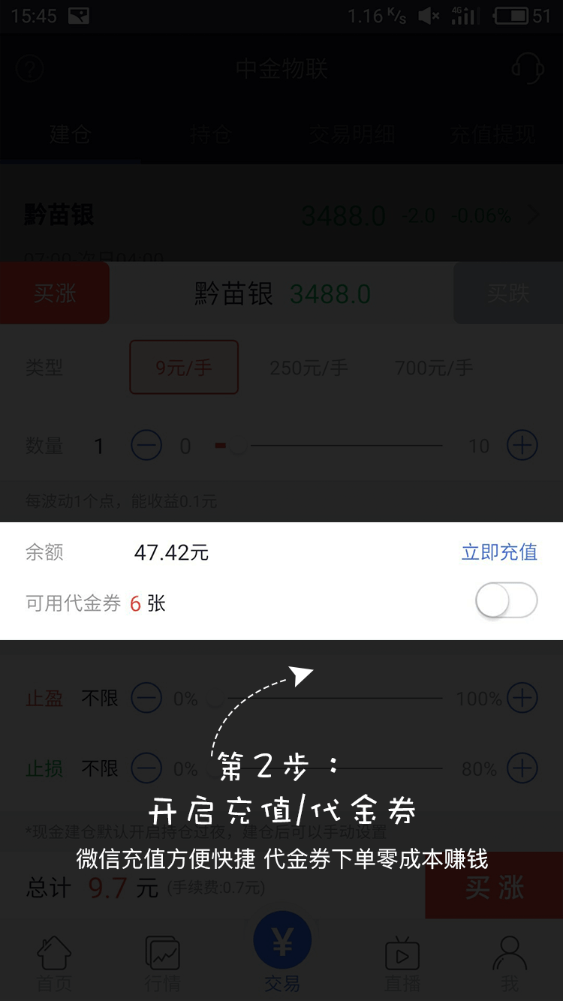 15:45 1.16 K/s 4G 51
中金物联
建仓 待仓 交易明细 充值提现
黔苗银 3488.0 -2.0 -0.06%
07:00-次日04:00
买涨 黔苗银 3488.0 买跌
类型 9元/手 250元/手 700元/手
数量 1 0 10
每波动1个点，能收益0.1元
余额 47.42元 立即充值
可用代金券 6 张
止盈 不限 0% 100%
第2步：
止损 不限 0% 80%
开启充值/代金券
*现金建仓默认开启持仓过夜，建仓后可以手动设置
微信充值方便快捷 代金券下单零成本赚钱
总计 9.7 元 (手续费:0.7元) 买涨
¥
首页 行情 交易 直播 我